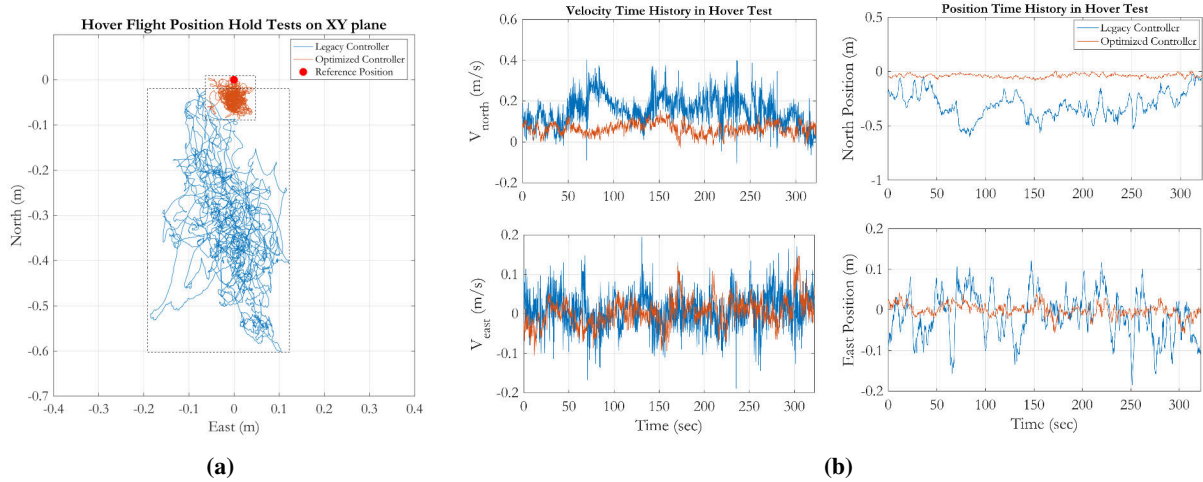 Hover Flight Position Hold Tests on XY plane
Legacy Controller
Optimized Controller
Reference Position
North (m)
0
-0.1
-0.2
-0.3
-0.4
-0.5
-0.6
-0.7
-0.4 -0.3 -0.2 -0.1 0 0.1 0.2 0.3 0.4
East (m)
(a)
Velocity Time History in Hover Test
V_north (m/s)
0.6
0.4
0.2
0
0.2
0 50 100 150 200 250 300
V_east (m/s)
0.2
0.1
0
-0.1
0.2
0 50 100 150 200 250 300
Time (sec)
Position Time History in Hover Test
Legacy Controller
Optimized Controller
North Position (m)
0.5
0
-0.5
-1
0 50 100 150 200 250 300
East Position (m)
0.2
0.1
0
-0.1
0.2
0 50 100 150 200 250 300
Time (sec)
(b)